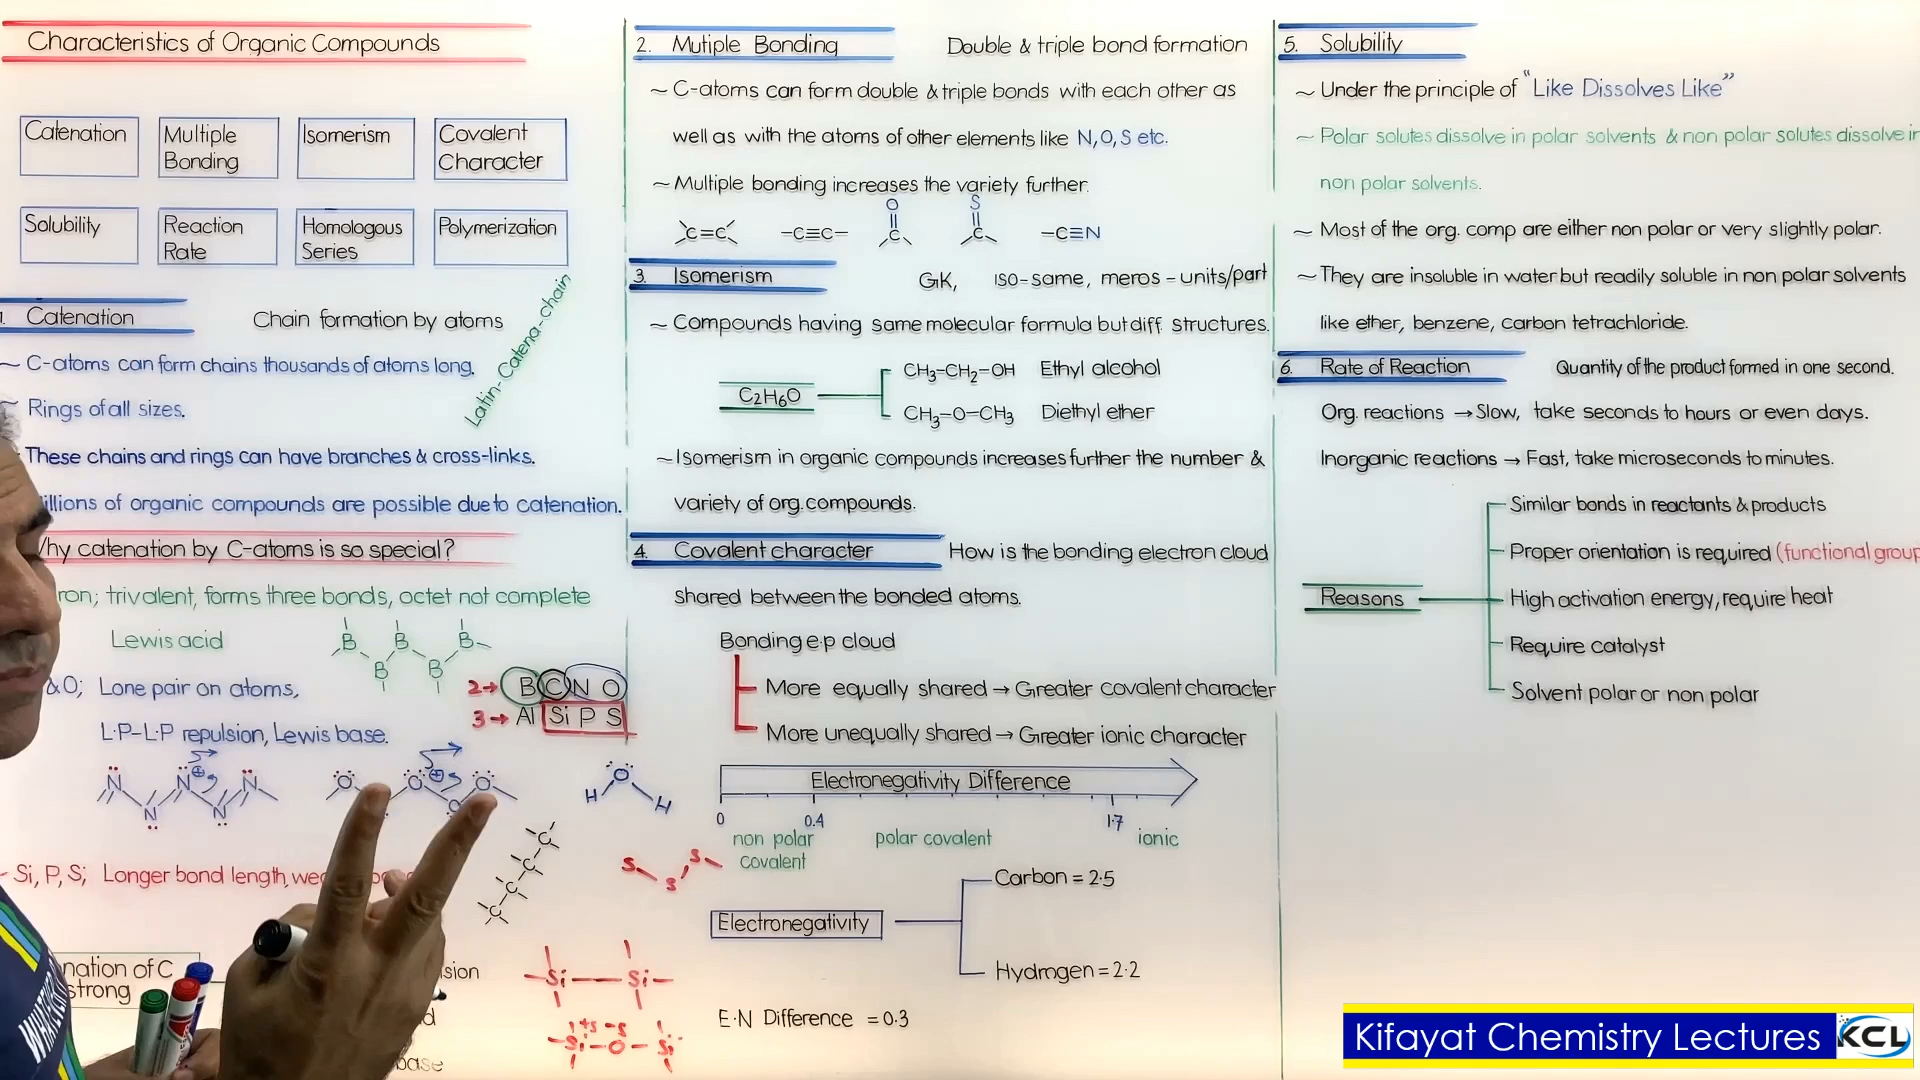 Characteristics of Organic Compounds
Catenation
Multiple
Bonding
Isomerism
Covalent
Character
Solubility
Reaction
Rate
Homologous
Series
Polymerization
1. Catenation
Chain formation by atoms
Latin-Catena-chain
~ C-atoms can form chains thousands of atoms long.
~ Rings of all sizes.
These chains and rings can have branches & cross-links.
illions of organic compounds are possible due to catenation.
hy catenation by C-atoms is so special?
ron; trivalent, forms three bonds, octet not complete
Lewis acid
B B B
B B
&O; Lone pair on atoms,
L.P-L.P repulsion, Lewis base.
2→ B C N O
3→ Al Si P S
N N N
N N
O O O
O
H H
~ Si, P, S; Longer bond length,
C
C
C
C
S S
S
nation of C
strong
sion
base
Si Si
+δ -δ
Si-O-Si
2. Mutiple Bonding
Double & triple bond formation
~ C-atoms can form double & triple bonds with each other as
well as with the atoms of other elements like N, O, S etc.
~ Multiple bonding increases the variety further.
C=C
-C≡C-
O
C
S
C
-C≡N
3. Isomerism
GK, iso-same, meros-units/part
~ Compounds having same molecular formula but diff. structures.
C2H6O
CH3-CH2-OH Ethyl alcohol
CH3-O-CH3 Diethyl ether
~ Isomerism in organic compounds increases further the number &
variety of org. compounds.
4. Covalent character
How is the bonding electron cloud
shared between the bonded atoms.
Bonding e.p cloud
More equally shared → Greater covalent character
More unequally shared → Greater ionic character
Electronegativity Difference
0 0.4 1.7
non polar
covalent
polar covalent
ionic
Electronegativity
Carbon = 2.5
Hydrogen = 2.2
E.N Difference = 0.3
5. Solubility
~ Under the principle of "Like Dissolves Like"
~ Polar solutes dissolve in polar solvents & non polar solutes dissolve in
non polar solvents.
~ Most of the org. comp are either non polar or very slightly polar.
~ They are insoluble in water but readily soluble in non polar solvents
like ether, benzene, carbon tetrachloride.
6. Rate of Reaction
Quantity of the product formed in one second.
Org. reactions → Slow, take seconds to hours or even days.
Inorganic reactions → Fast, take microseconds to minutes.
Reasons
Similar bonds in reactants & products
Proper orientation is required (functional group
High activation energy, require heat
Require catalyst
Solvent polar or non polar
Kifayat Chemistry Lectures
KCL